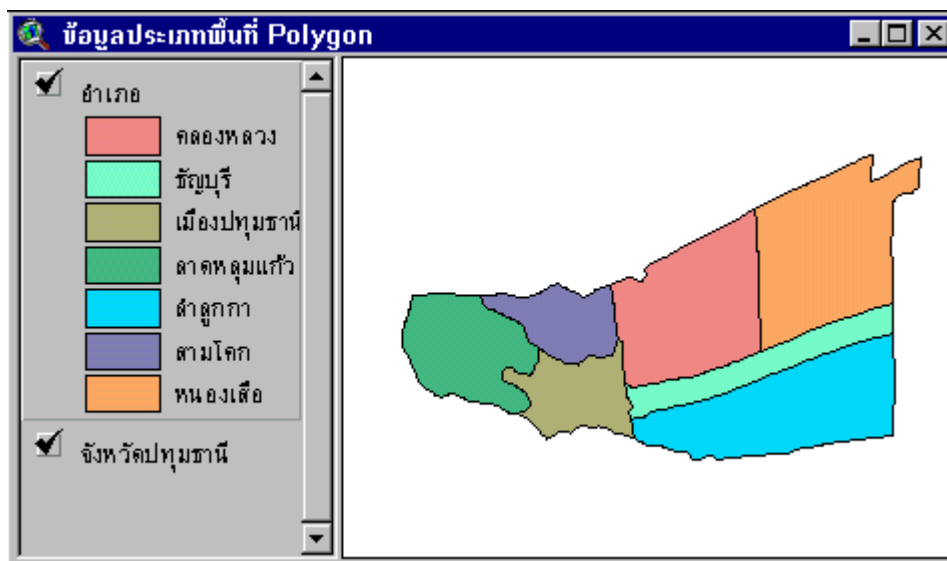 ข้อมูลประเภทพื้นที่ Polygon
อำเภอ
คลองหลวง
ธัญบุรี
เมืองปทุมธานี
ลาดหลุมแก้ว
ลำลูกกา
สามโคก
หนองเสือ
จังหวัดปทุมธานี